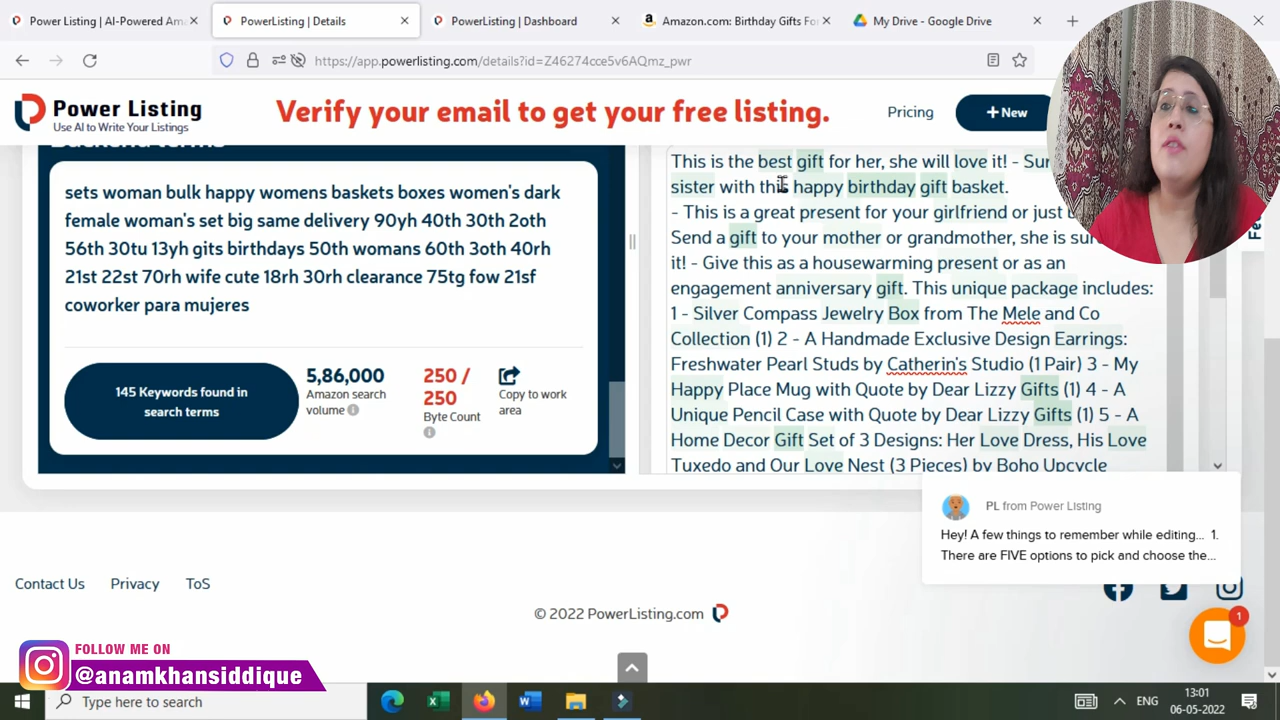 Power Listing | AI-Powered Ama
PowerListing | Details
PowerListing | Dashboard
Amazon.com: Birthday Gifts Fo
My Drive - Google Drive
https://app.powerlisting.com/details?id=Z46274cce5v6AQmz_pwr
Power Listing
Use AI to Write Your Listings
Verify your email to get your free listing.
Pricing
+ New
Backend terms
sets woman bulk happy womens baskets boxes women's dark
female woman's set big same delivery 90yh 40th 30th 2oth
56th 30tu 13yh gits birthdays 50th womans 60th 3oth 40rh
21st 22st 70rh wife cute 18rh 30rh clearance 75tg fow 21sf
coworker para mujeres
145 Keywords found in
search terms
5,86,000
Amazon search
volume
250 /
250
Byte Count
Copy to work
area
This is the best gift for her, she will love it! - Sur
sister with this happy birthday gift basket.
- This is a great present for your girlfriend or just
Send a gift to your mother or grandmother, she is sur
it! - Give this as a housewarming present or as an
engagement anniversary gift. This unique package includes:
1 - Silver Compass Jewelry Box from The Mele and Co
Collection (1) 2 - A Handmade Exclusive Design Earrings:
Freshwater Pearl Studs by Catherin's Studio (1 Pair) 3 - My
Happy Place Mug with Quote by Dear Lizzy Gifts (1) 4 - A
Unique Pencil Case with Quote by Dear Lizzy Gifts (1) 5 - A
Home Decor Gift Set of 3 Designs: Her Love Dress, His Love
Tuxedo and Our Love Nest (3 Pieces) by Boho Upcycle
PL from Power Listing
Hey! A few things to remember while editing... 1.
There are FIVE options to pick and choose the...
Contact Us
Privacy
ToS
© 2022 PowerListing.com
1
FOLLOW ME ON
@anamkhansiddique
Type here to search
ENG
13:01
06-05-2022